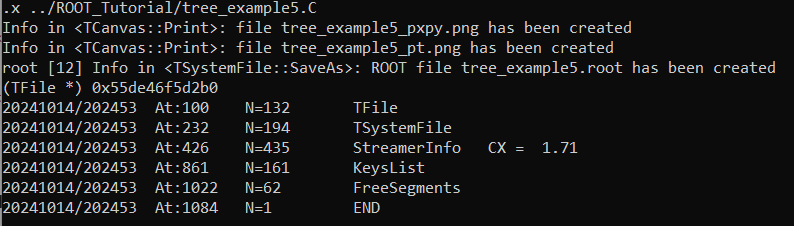 .x ../ROOT_Tutorial/tree_example5.C
Info in <TCanvas::Print>: file tree_example5_pxpy.png has been created
Info in <TCanvas::Print>: file tree_example5_pt.png has been created
root [12] Info in <TSystemFile::SaveAs>: ROOT file tree_example5.root has been created
(TFile *) 0x55de46f5d2b0
20241014/202453  At:100    N=132       TFile
20241014/202453  At:232    N=194       TSystemFile
20241014/202453  At:426    N=435       StreamerInfo   CX =  1.71
20241014/202453  At:861    N=161       KeysList
20241014/202453  At:1022   N=62        FreeSegments
20241014/202453  At:1084   N=1         END